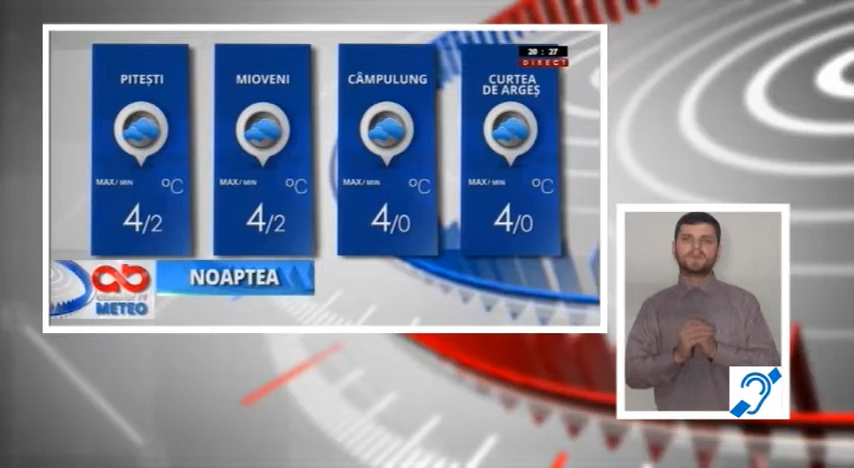 20 : 27
DIRECT
PITEȘTI
MAX/ MIN °C
4/2
MIOVENI
MAX/ MIN °C
4/2
CÂMPULUNG
MAX/ MIN °C
4/0
CURTEA
DE ARGEȘ
MAX/ MIN °C
4/0
METEO
NOAPTEA